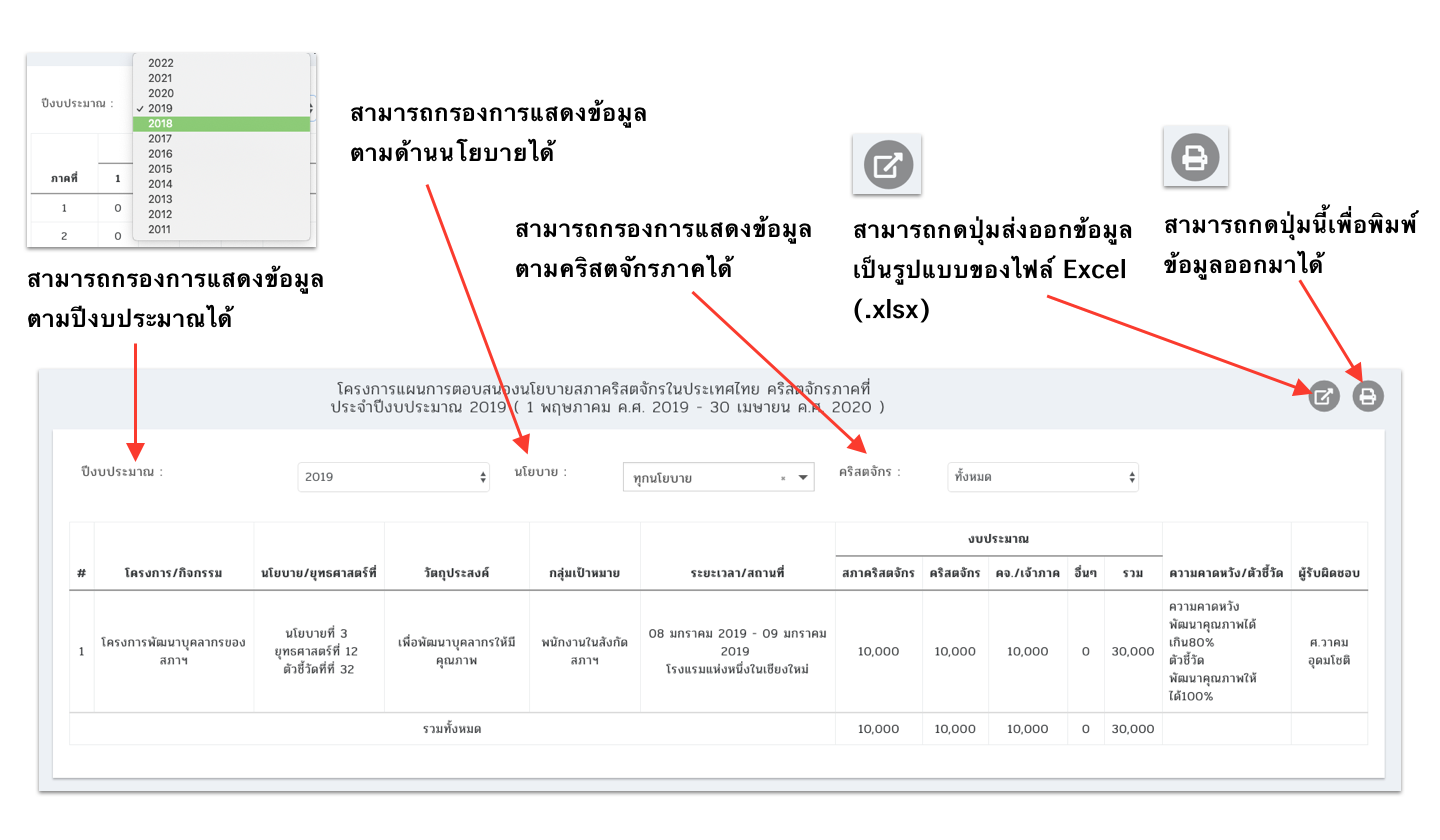 2022
2021
2020
ปีงบประมาณ :
✓ 2019
2018
2017
2016
2015
ภาคที่ 1
2014
2013
1 0
2012
2011
2 0
สามารถกรองการแสดงข้อมูล
ตามปีงบประมาณได้
สามารถกรองการแสดงข้อมูล
ตามด้านนโยบายได้
สามารถกรองการแสดงข้อมูล
ตามคริสตจักรภาคได้
สามารถกดปุ่มส่งออกข้อมูล
เป็นรูปแบบของไฟล์ Excel
(.xlsx)
สามารถกดปุ่มนี้เพื่อพิมพ์
ข้อมูลออกมาได้
โครงการแผนการตอบสนองนโยบายสภาคริสตจักรในประเทศไทย คริสตจักรภาคที่
ประจำปีงบประมาณ 2019 ( 1 พฤษภาคม ค.ศ. 2019 - 30 เมษายน ค.ศ. 2020 )
ปีงบประมาณ : 2019 นโยบาย : ทุกนโยบาย × คริสตจักร : ทั้งหมด
งบประมาณ
# โครงการ/กิจกรรม นโยบาย/ยุทธศาสตร์ที่ วัตถุประสงค์ กลุ่มเป้าหมาย ระยะเวลา/สถานที่ สภาคริสตจักร คริสตจักร คจ./เจ้าภาค อื่นๆ รวม ความคาดหวัง/ตัวชี้วัด ผู้รับผิดชอบ
1
โครงการพัฒนาบุคลากรของ
สภาฯ
นโยบายที่ 3
ยุทธศาสตร์ที่ 12
ตัวชี้วัดที่ที่ 32
เพื่อพัฒนาบุคลากรให้มี
คุณภาพ
พนักงานในสังกัด
สภาฯ
08 มกราคม 2019 - 09 มกราคม
2019
โรงแรมแห่งหนึ่งในเชียงใหม่
10,000 10,000 10,000 0 30,000
ความคาดหวัง
พัฒนาคุณภาพได้
เกิน80%
ตัวชี้วัด
พัฒนาคุณภาพให้
ได้100%
ศ.วาคม
อุดมโชติ
รวมทั้งหมด 10,000 10,000 10,000 0 30,000